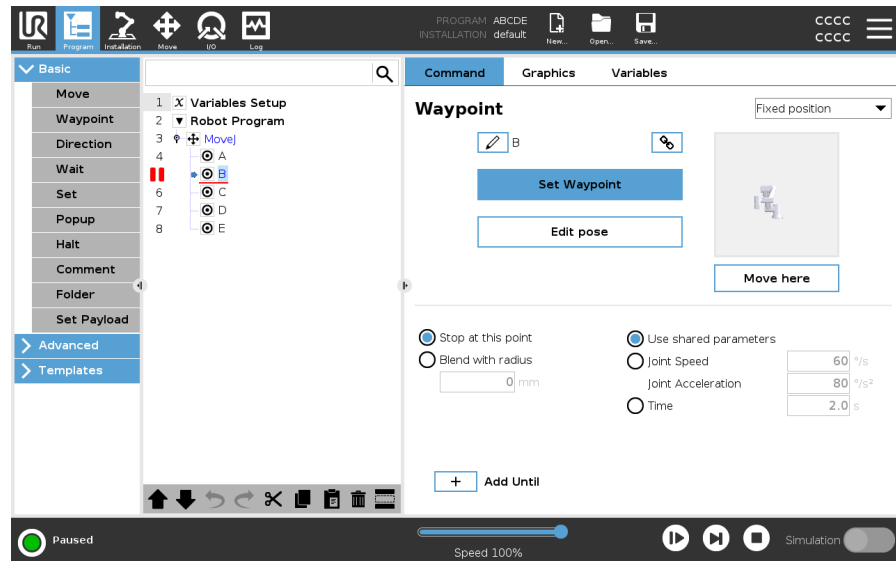 PROGRAM ABCDE
INSTALLATION default
CCCC
CCCC
Run
Program
Installation
Move
I/O
Log
New...
Open...
Save...
Basic
Move
Waypoint
Direction
Wait
Set
Popup
Halt
Comment
Folder
Set Payload
Advanced
Templates
1 X Variables Setup
2 Robot Program
3 MoveJ
4 A
B
6 C
7 D
8 E
Command Graphics Variables
Waypoint
Fixed position
B
Set Waypoint
Edit pose
Move here
Stop at this point
Blend with radius
0 mm
Use shared parameters
Joint Speed 60 °/s
Joint Acceleration 80 °/s²
Time 2.0 s
+ Add Until
Paused
Speed 100%
Simulation